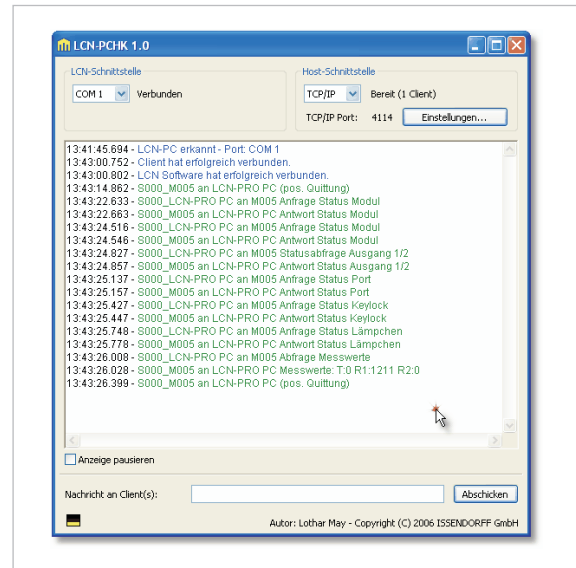 LCN-PCHK 1.0
LCN-Schnittstelle
COM 1 Verbunden
Host-Schnittstelle
TCP/IP Bereit (1 Client)
TCP/IP Port: 4114 Einstellungen...
13:41:45.694 - LCN-PC erkannt - Port: COM 1
13:43:00.752 - Client hat erfolgreich verbunden.
13:43:00.802 - LCN Software hat erfolgreich verbunden.
13:43:14.862 - S000_M005 an LCN-PRO PC (pos. Quittung)
13:43:22.633 - S000_LCN-PRO PC an M005 Anfrage Status Modul
13:43:22.663 - S000_M005 an LCN-PRO PC Antwort Status Modul
13:43:24.516 - S000_LCN-PRO PC an M005 Anfrage Status Modul
13:43:24.546 - S000_M005 an LCN-PRO PC Antwort Status Modul
13:43:24.827 - S000_LCN-PRO PC an M005 Statusabfrage Ausgang 1/2
13:43:24.857 - S000_M005 an LCN-PRO PC Antwort Status Ausgang 1/2
13:43:25.137 - S000_LCN-PRO PC an M005 Anfrage Status Port
13:43:25.157 - S000_M005 an LCN-PRO PC Antwort Status Port
13:43:25.427 - S000_LCN-PRO PC an M005 Anfrage Status Keylock
13:43:25.447 - S000_M005 an LCN-PRO PC Antwort Status Keylock
13:43:25.748 - S000_LCN-PRO PC an M005 Anfrage Status Lämpchen
13:43:25.778 - S000_M005 an LCN-PRO PC Antwort Status Lämpchen
13:43:26.008 - S000_LCN-PRO PC an M005 Abfrage Messwerte
13:43:26.028 - S000_M005 an LCN-PRO PC Messwerte: T:0 R1:1211 R2:0
13:43:26.399 - S000_M005 an LCN-PRO PC (pos. Quittung)
Anzeige pausieren
Nachricht an Client(s): Abschicken
Autor: Lothar May - Copyright (C) 2006 ISSENDORFF GmbH